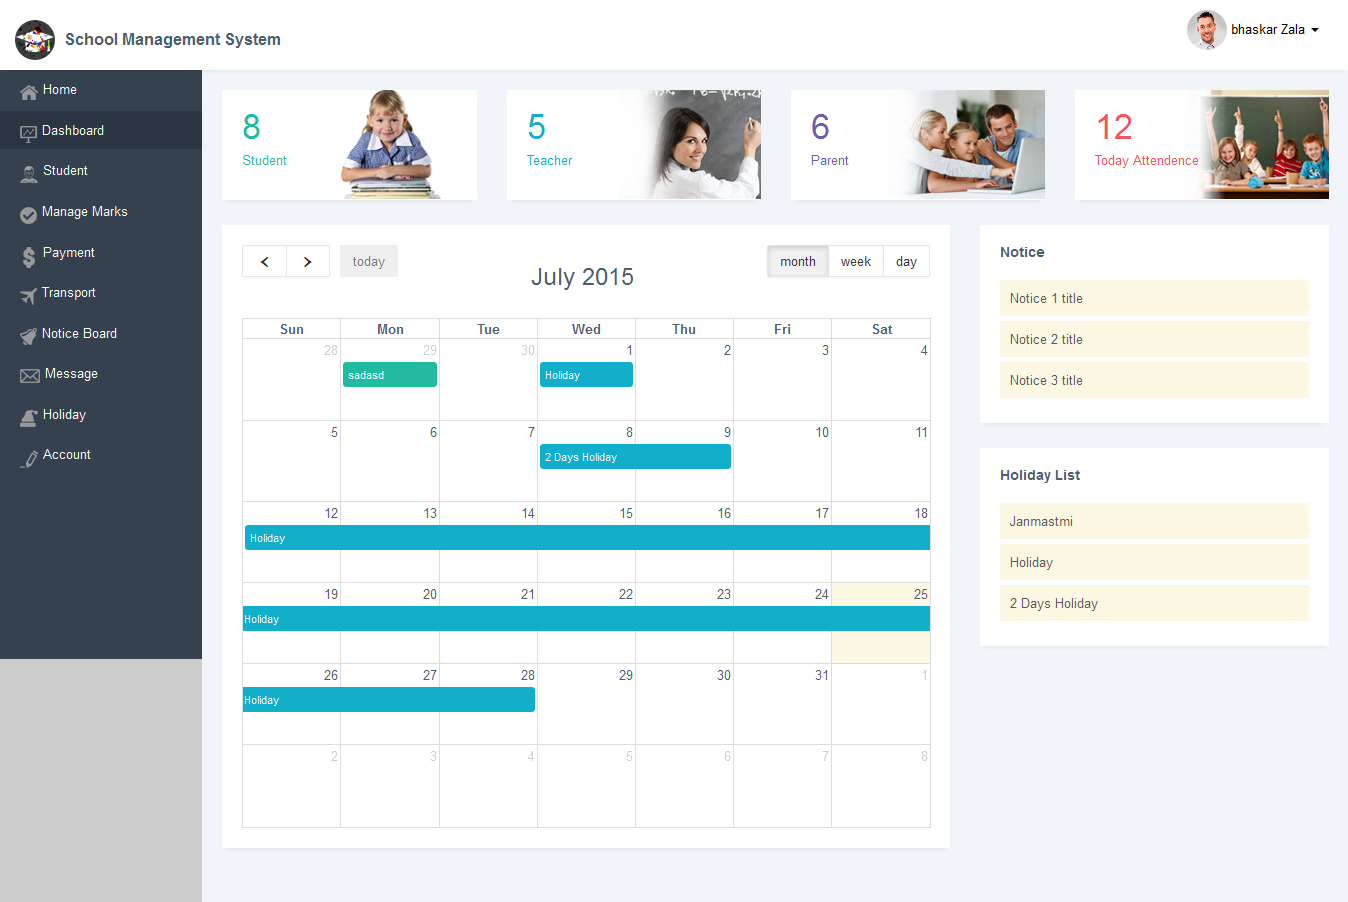 School Management System
bhaskar Zala
Home
Dashboard
Student
Manage Marks
Payment
Transport
Notice Board
Message
Holiday
Account
8
Student
5
Teacher
6
Parent
12
Today Attendence
today
July 2015
month week day
Sun Mon Tue Wed Thu Fri Sat
28 29 30 1 2 3 4
sadasd Holiday
5 6 7 8 9 10 11
2 Days Holiday
12 13 14 15 16 17 18
Holiday
19 20 21 22 23 24 25
Holiday
26 27 28 29 30 31 1
Holiday
2 3 4 5 6 7 8
Notice
Notice 1 title
Notice 2 title
Notice 3 title
Holiday List
Janmastmi
Holiday
2 Days Holiday